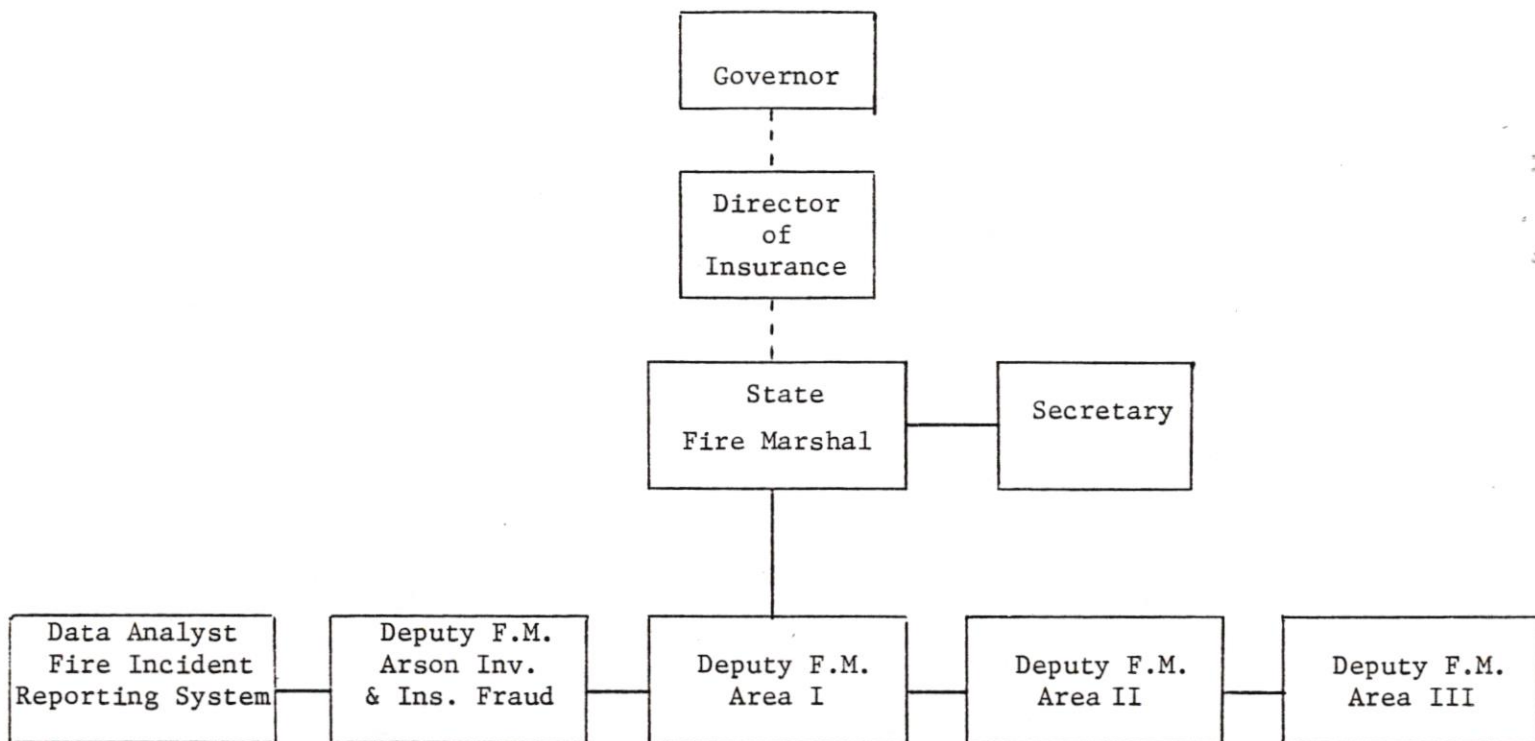 Governor
Director
of
Insurance
State
Fire Marshal
Secretary
Data Analyst
Fire Incident
Reporting System
Deputy F.M.
Arson Inv.
& Ins. Fraud
Deputy F.M.
Area I
Deputy F.M.
Area II
Deputy F.M.
Area III